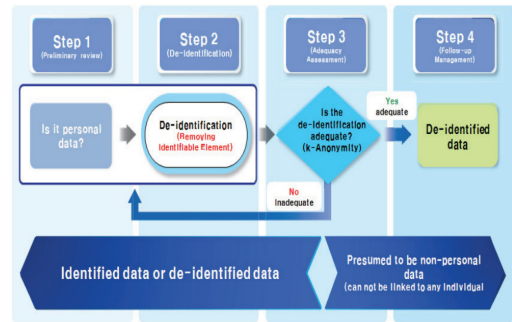 Step 1
(Preliminary review)
Step 2
(De-Identification)
Step 3
(Adequacy
Assessment)
Step 4
(Follow-up
Management)
Is it personal
data?
De-identification
(Removing
Identifiable Element)
Is the
de-identification
adequate?
(k-Anonymity)
Yes
adequate
De-identified
data
No
Inadequate
Identified data or de-identified data
Presumed to be non-personal
data
(can not be linked to any Individual